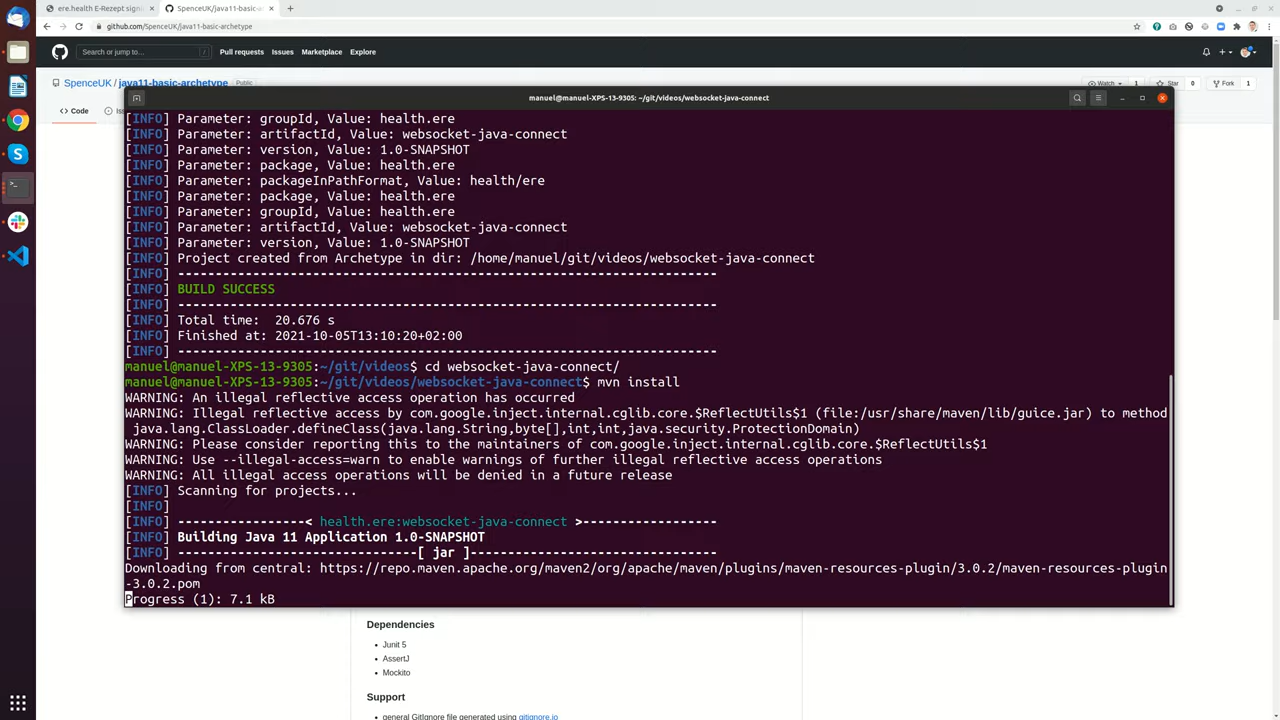 ere.health E-Rezept signi
SpenceUK/java11-basic-a
github.com/SpenceUK/java11-basic-archetype
Search or jump to...
/
Pull requests
Issues
Marketplace
Explore
SpenceUK / java11-basic-archetype
Public
Watch
1
Star
0
Fork
1
<> Code
manuel@manuel-XPS-13-9305: ~/git/videos/websocket-java-connect
[INFO] Parameter: groupId, Value: health.ere
[INFO] Parameter: artifactId, Value: websocket-java-connect
[INFO] Parameter: version, Value: 1.0-SNAPSHOT
[INFO] Parameter: package, Value: health.ere
[INFO] Parameter: packageInPathFormat, Value: health/ere
[INFO] Parameter: package, Value: health.ere
[INFO] Parameter: groupId, Value: health.ere
[INFO] Parameter: artifactId, Value: websocket-java-connect
[INFO] Parameter: version, Value: 1.0-SNAPSHOT
[INFO] Project created from Archetype in dir: /home/manuel/git/videos/websocket-java-connect
[INFO] ------------------------------------------------------------------------
[INFO] BUILD SUCCESS
[INFO] ------------------------------------------------------------------------
[INFO] Total time:  20.676 s
[INFO] Finished at: 2021-10-05T13:10:20+02:00
[INFO] ------------------------------------------------------------------------
manuel@manuel-XPS-13-9305:~/git/videos$ cd websocket-java-connect/
manuel@manuel-XPS-13-9305:~/git/videos/websocket-java-connect$ mvn install
WARNING: An illegal reflective access operation has occurred
WARNING: Illegal reflective access by com.google.inject.internal.cglib.core.$ReflectUtils$1 (file:/usr/share/maven/lib/guice.jar) to method
java.lang.ClassLoader.defineClass(java.lang.String,byte[],int,int,java.security.ProtectionDomain)
WARNING: Please consider reporting this to the maintainers of com.google.inject.internal.cglib.core.$ReflectUtils$1
WARNING: Use --illegal-access=warn to enable warnings of further illegal reflective access operations
WARNING: All illegal access operations will be denied in a future release
[INFO] Scanning for projects...
[INFO]
[INFO] -----------------< health.ere:websocket-java-connect >------------------
[INFO] Building Java 11 Application 1.0-SNAPSHOT
[INFO] --------------------------------[ jar ]---------------------------------
Downloading from central: https://repo.maven.apache.org/maven2/org/apache/maven/plugins/maven-resources-plugin/3.0.2/maven-resources-plugin
-3.0.2.pom
Progress (1): 7.1 kB
Dependencies
Junit 5
AssertJ
Mockito
Support
general GitIgnore file generated using gitignore.io